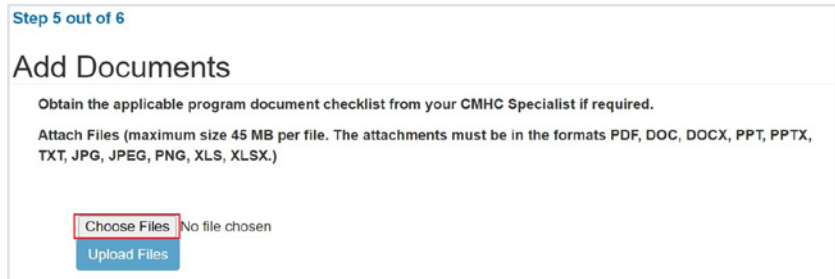 Step 5 out of 6
Add Documents
Obtain the applicable program document checklist from your CMHC Specialist if required.
Attach Files (maximum size 45 MB per file. The attachments must be in the formats PDF, DOC, DOCX, PPT, PPTX,
TXT, JPG, JPEG, PNG, XLS, XLSX.)
Choose Files No file chosen
Upload Files